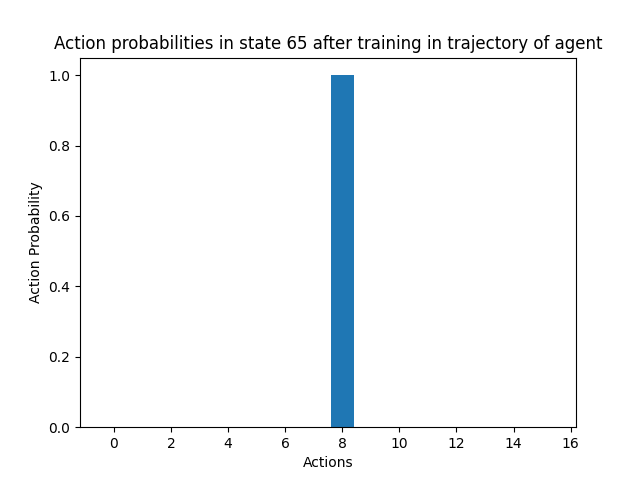 Action probabilities in state 65 after training in trajectory of agent
1.0
0.8
0.6
0.4
0.2
0.0
Action Probability
0 2 4 6 8 10 12 14 16
Actions